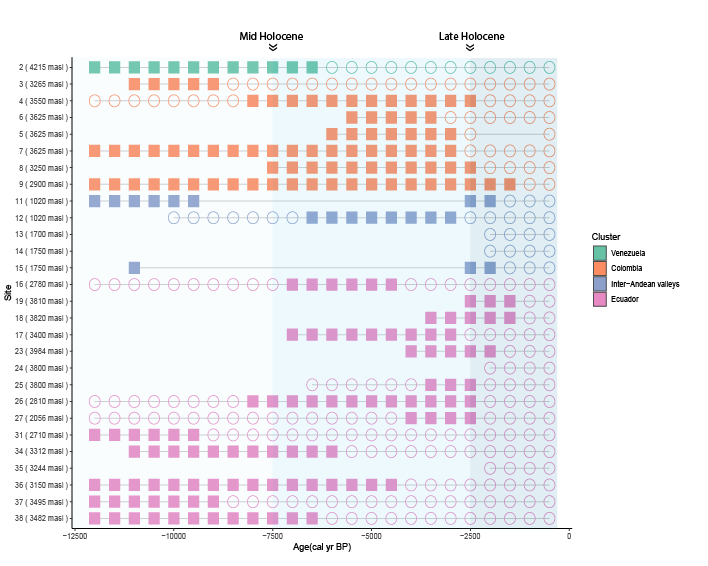 Mid Holocene
Late Holocene
2 ( 4215 masl )
3 ( 3265 masl )
4 ( 3550 masl )
6 ( 3625 masl )
5 ( 3625 masl )
7 ( 3625 masl )
8 ( 3250 masl )
9 ( 2900 masl )
11 ( 1020 masl )
12 ( 1020 masl )
13 ( 1700 masl )
14 ( 1750 masl )
15 ( 1750 masl )
16 ( 2780 masl )
19 ( 3810 masl )
18 ( 3820 masl )
17 ( 3400 masl )
23 ( 3984 masl )
24 ( 3800 masl )
25 ( 3800 masl )
26 ( 2810 masl )
27 ( 2056 masl )
31 ( 2710 masl )
34 ( 3312 masl )
35 ( 3244 masl )
36 ( 3150 masl )
37 ( 3495 masl )
38 ( 3482 masl )
Site
−12500
−10000
−7500
−5000
−2500
0
Age(cal yr BP)
Cluster
Venezuela
Colombia
Inter−Andean valleys
Ecuador